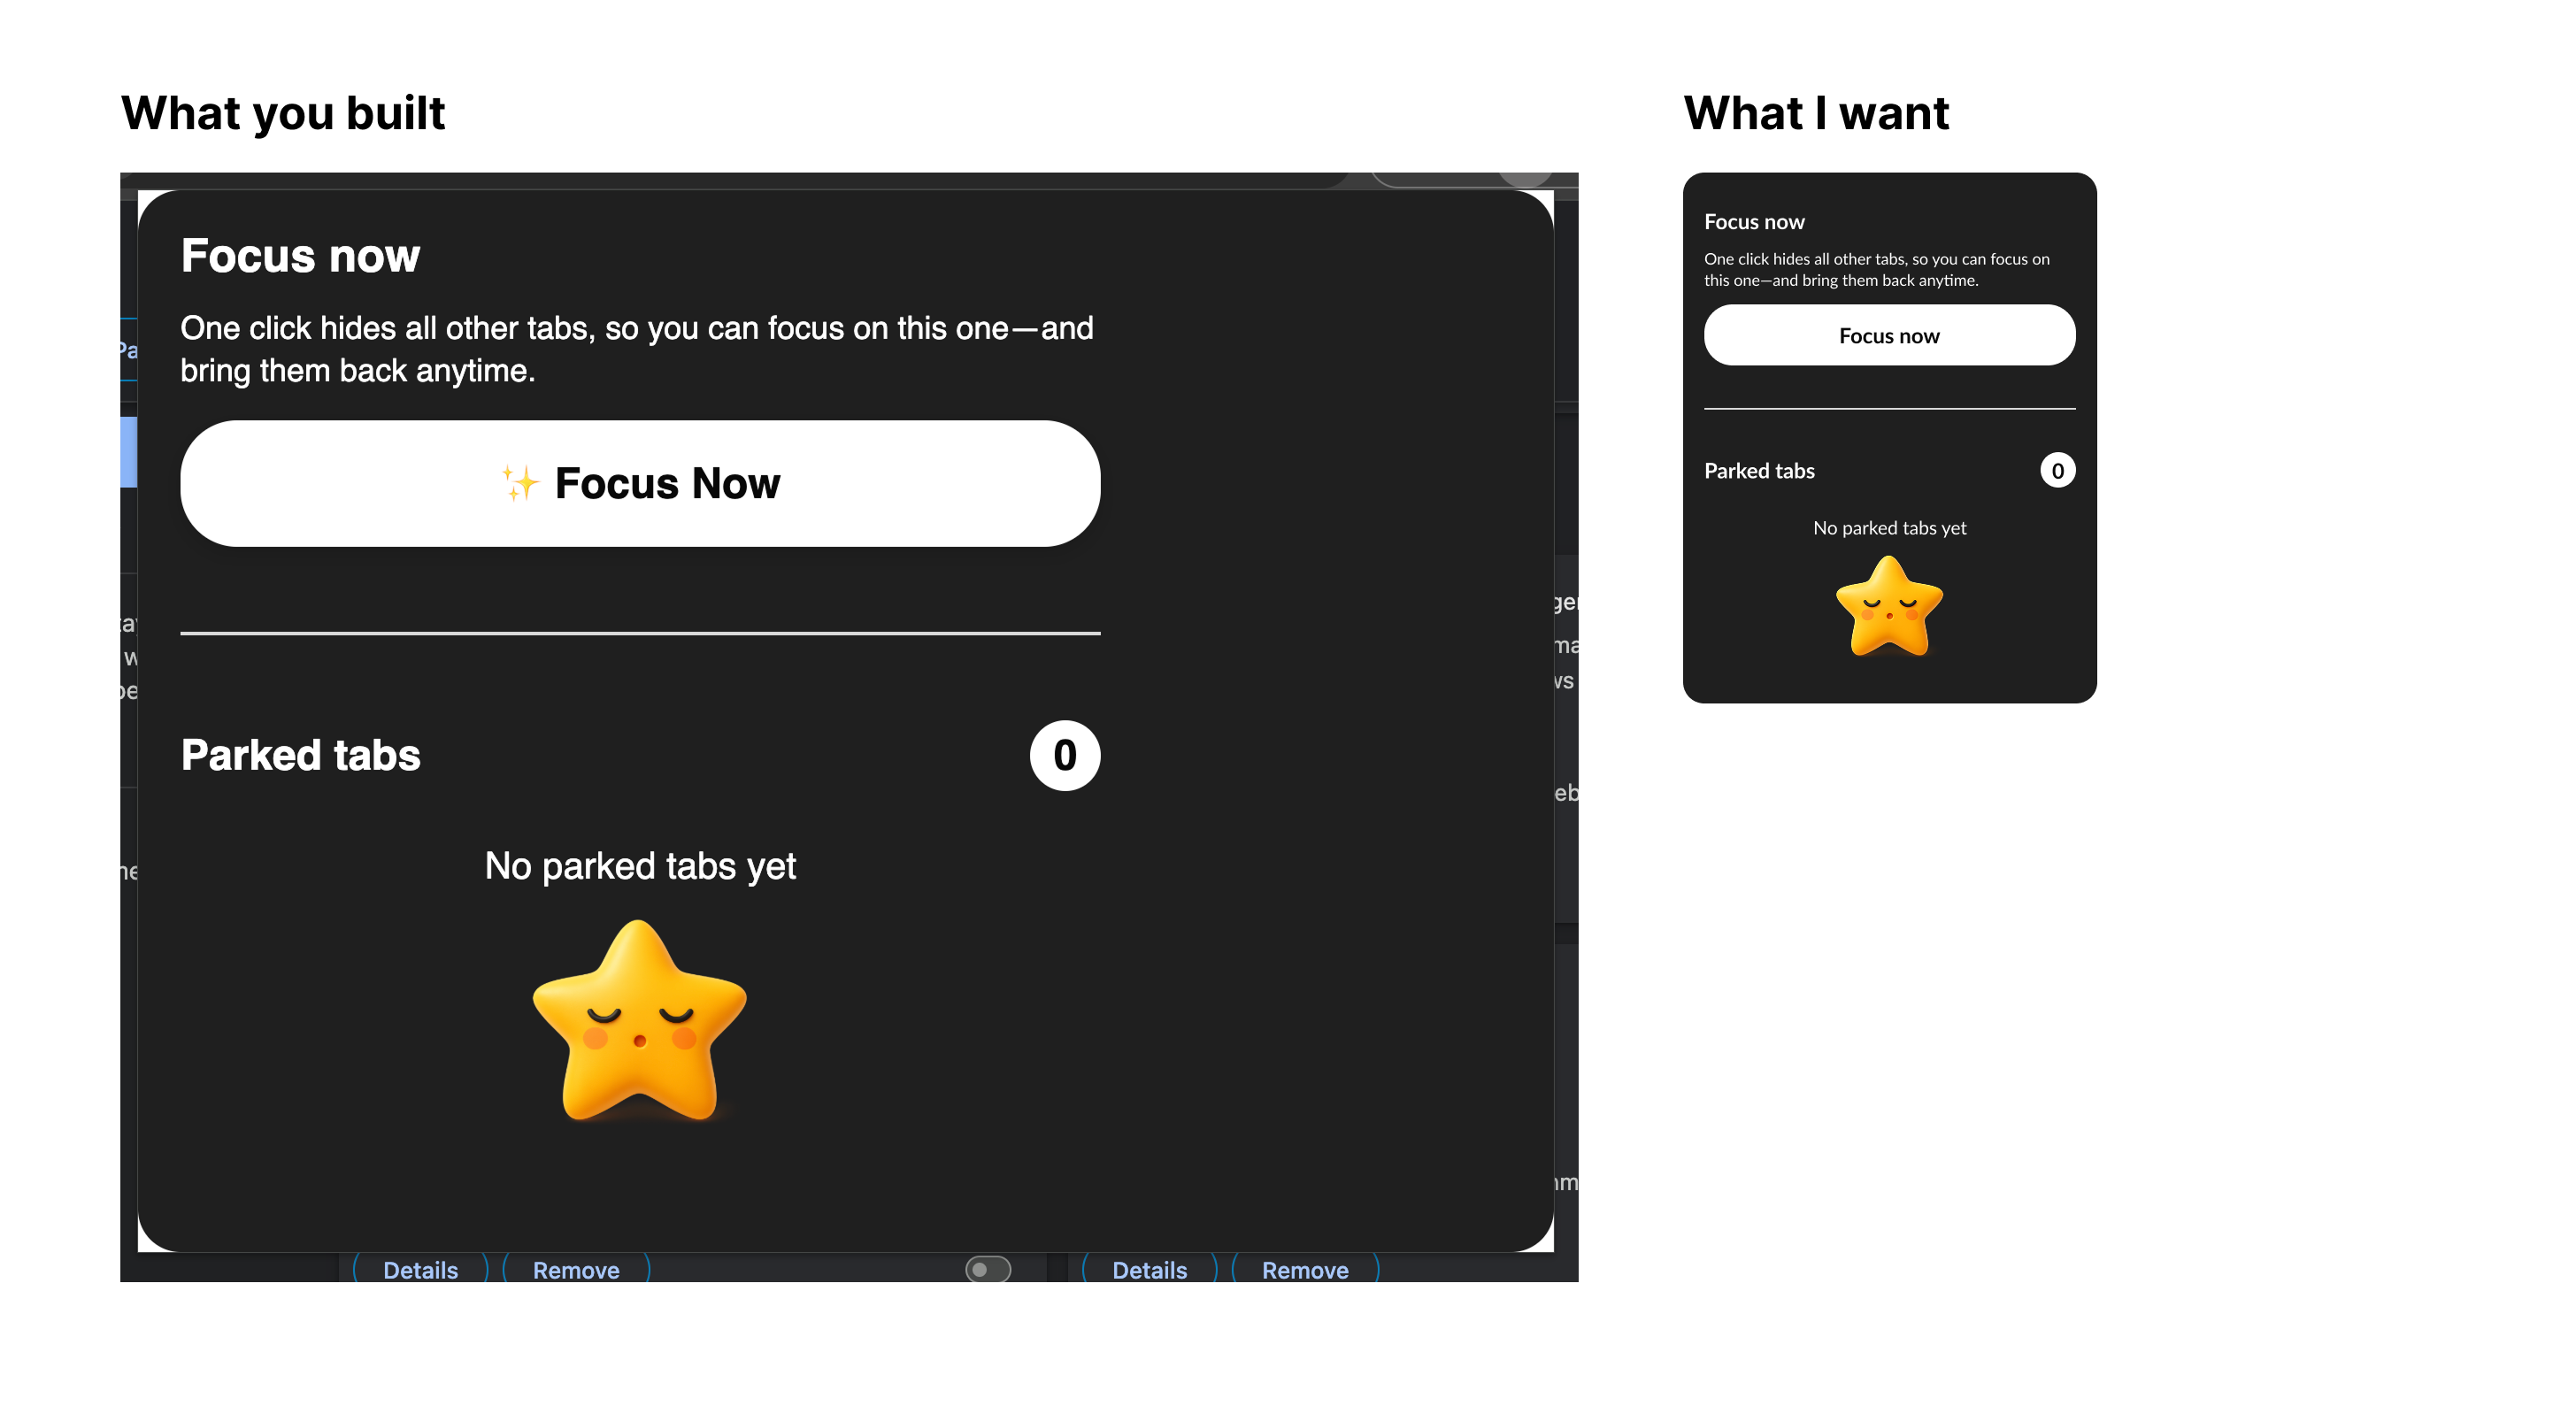 What you built
Focus now
One click hides all other tabs, so you can focus on this one—and
bring them back anytime.
✨ Focus Now
Parked tabs
0
No parked tabs yet
Details
Remove
Details
Remove
What I want
Focus now
One click hides all other tabs, so you can focus on
this one—and bring them back anytime.
Focus now
Parked tabs
0
No parked tabs yet